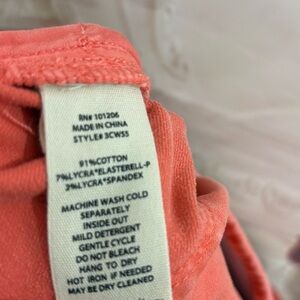 RN# 101206
MADE IN CHINA
STYLE# 3CW55
91%COTTON
7%LYCRA®ELASTERELL-P
2%LYCRA®SPANDEX
MACHINE WASH COLD
SEPARATELY
INSIDE OUT
MILD DETERGENT
GENTLE CYCLE
DO NOT BLEACH
HANG TO DRY
HOT IRON IF NEEDED
MAY BE DRY CLEANED